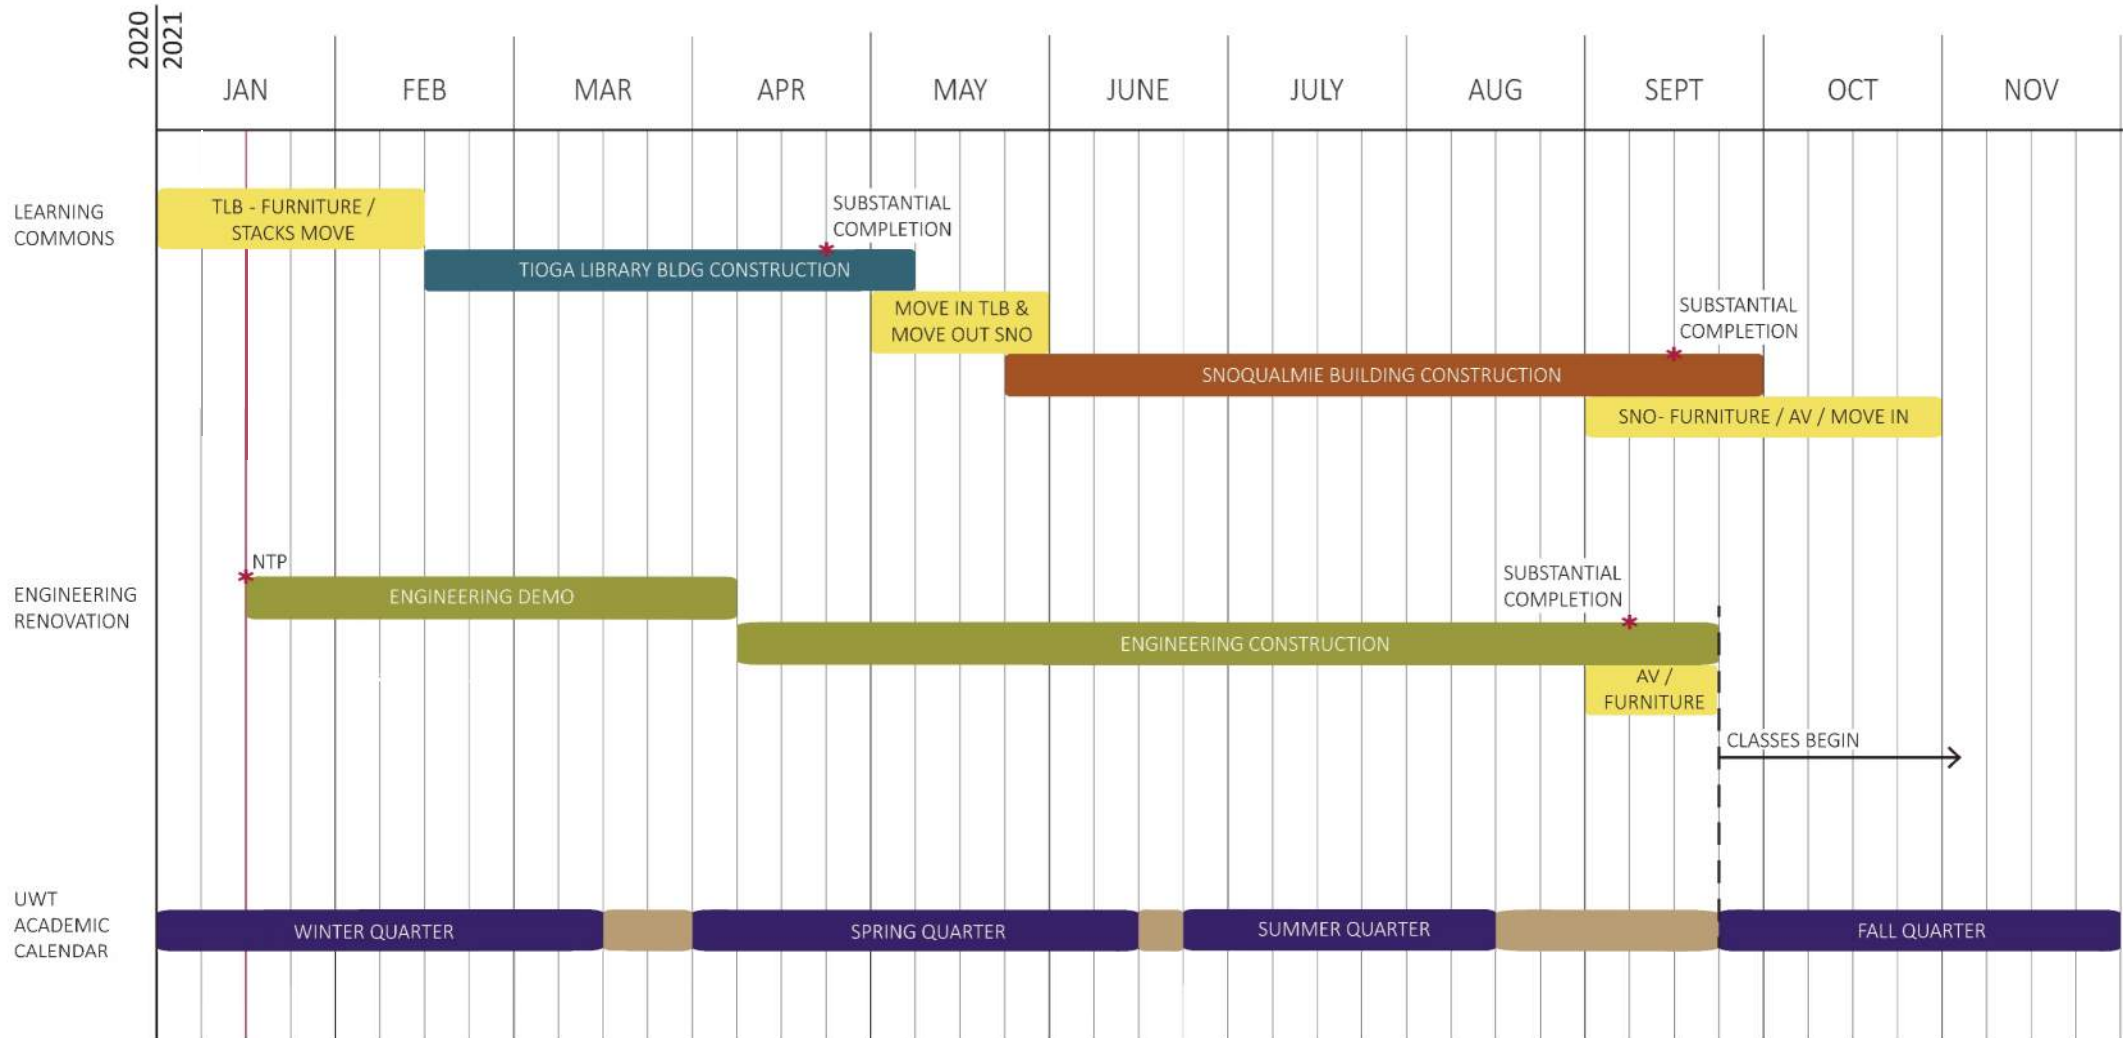 2020
2021
JAN FEB MAR APR MAY JUNE JULY AUG SEPT OCT NOV
LEARNING
COMMONS
TLB - FURNITURE /
STACKS MOVE
SUBSTANTIAL
COMPLETION
TIOGA LIBRARY BLDG CONSTRUCTION
MOVE IN TLB &
MOVE OUT SNO
SUBSTANTIAL
COMPLETION
SNOQUALMIE BUILDING CONSTRUCTION
SNO- FURNITURE / AV / MOVE IN
ENGINEERING
RENOVATION
NTP
ENGINEERING DEMO
SUBSTANTIAL
COMPLETION
ENGINEERING CONSTRUCTION
AV /
FURNITURE
CLASSES BEGIN
UWT
ACADEMIC
CALENDAR
WINTER QUARTER SPRING QUARTER SUMMER QUARTER FALL QUARTER